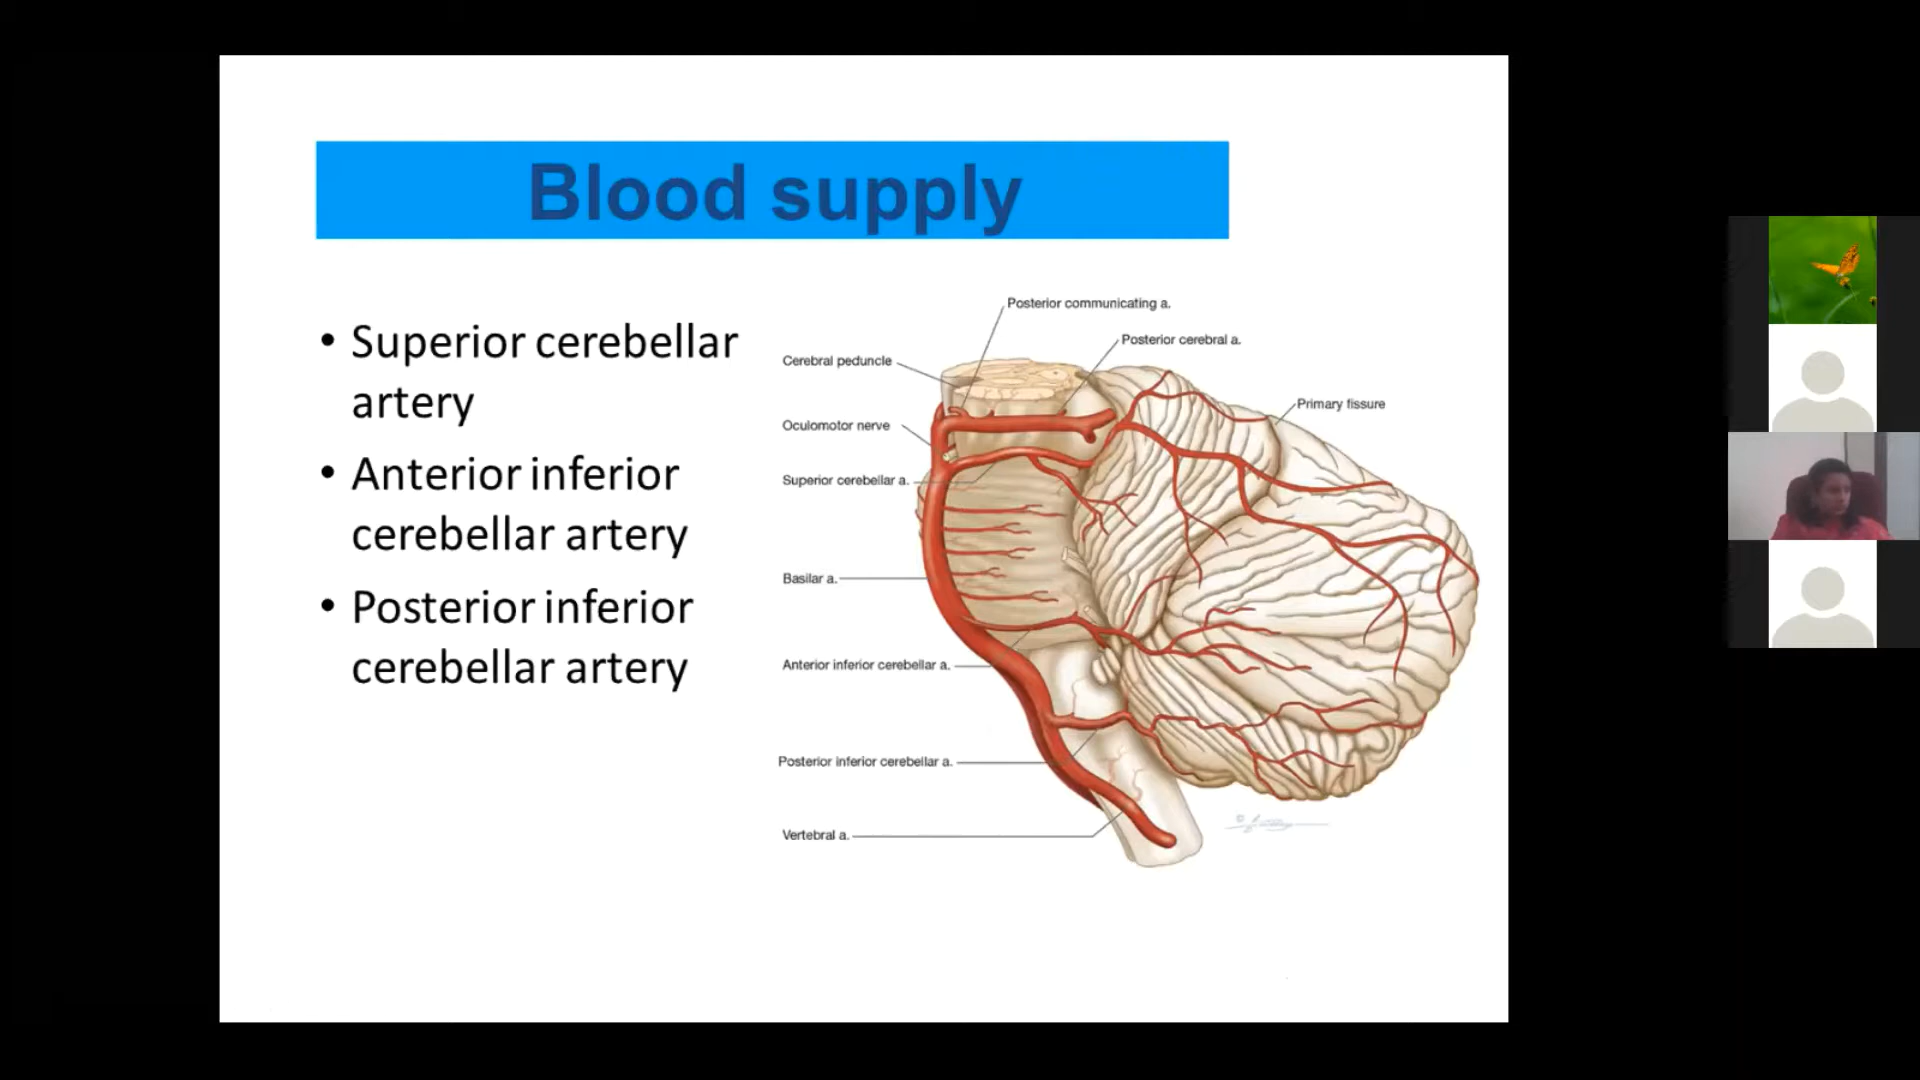 Blood supply
• Superior cerebellar
artery
• Anterior inferior
cerebellar artery
• Posterior inferior
cerebellar artery
Posterior communicating a.
Posterior cerebral a.
Cerebral peduncle
Primary fissure
Oculomotor nerve
Superior cerebellar a.
Basilar a.
Anterior inferior cerebellar a.
Posterior inferior cerebellar a.
Vertebral a.